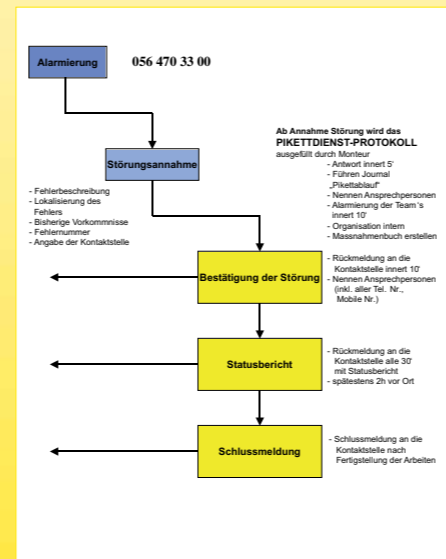 Alarmierung
056 470 33 00
Störungsannahme
- Fehlerbeschreibung
- Lokalisierung des
Fehlers
- Bisherige Vorkommnisse
- Fehlernummer
- Angabe der Kontaktstelle
Ab Annahme Störung wird das
PIKETTDIENST-PROTOKOLL
ausgefüllt durch Monteur
- Antwort innert 5'
- Führen Journal
„Pikettablauf"
- Nennen Ansprechpersonen
- Alarmierung der Team's
innert 10'
- Organisation intern
- Massnahmenbuch erstellen
Bestätigung der Störung
- Rückmeldung an die
Kontaktstelle innert 10'
- Nennen Ansprechpersonen
(inkl. aller Tel. Nr.,
Mobile Nr.)
Statusbericht
- Rückmeldung an die
Kontaktstelle alle 30'
mit Statusbericht
- spätestens 2h vor Ort
Schlussmeldung
- Schlussmeldung an die
Kontaktstelle nach
Fertigstellung der Arbeiten